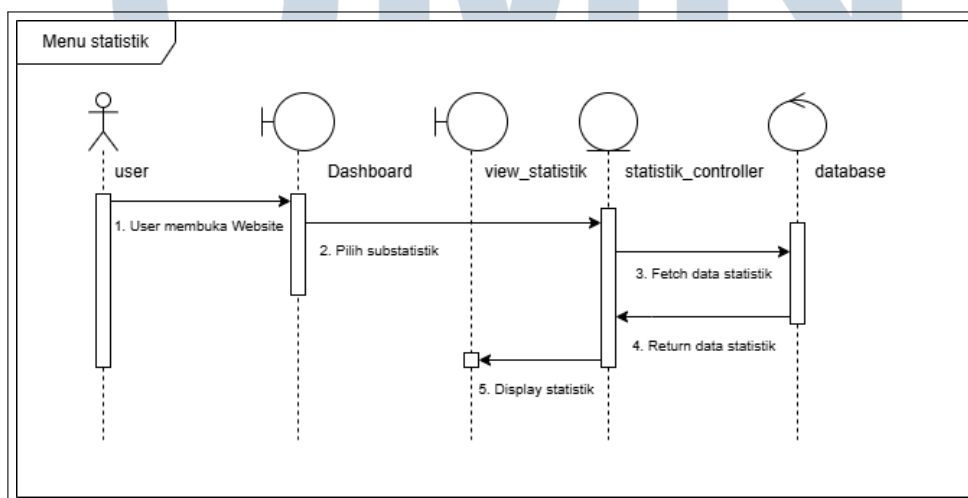 Menu statistik
user
Dashboard
view_statistik
statistik_controller
database
1. User membuka Website
2. Pilih substatistik
3. Fetch data statistik
4. Return data statistik
5. Display statistik